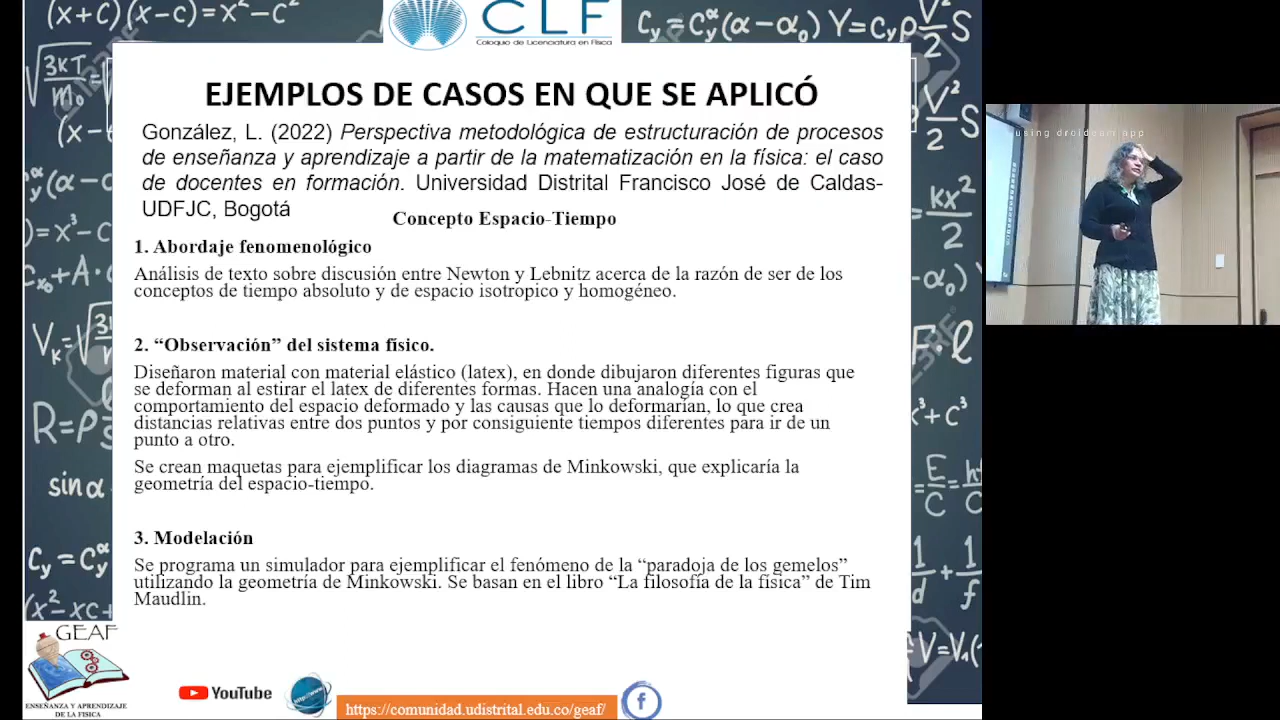 (x+c)(x-c)=x²-c²
CLF
Coloquio de Licenciatura en Física
EJEMPLOS DE CASOS EN QUE SE APLICÓ
González, L. (2022) Perspectiva metodológica de estructuración de procesos
de enseñanza y aprendizaje a partir de la matematización en la física: el caso
de docentes en formación. Universidad Distrital Francisco José de Caldas-
UDFJC, Bogotá
Concepto Espacio-Tiempo
1. Abordaje fenomenológico
Análisis de texto sobre discusión entre Newton y Lebnitz acerca de la razón de ser de los
conceptos de tiempo absoluto y de espacio isotropico y homogéneo.
2. “Observación” del sistema físico.
Diseñaron material con material elástico (latex), en donde dibujaron diferentes figuras que
se deforman al estirar el latex de diferentes formas. Hacen una analogía con el
comportamiento del espacio deformado y las causas que lo deformarían, lo que crea
distancias relativas entre dos puntos y por consiguiente tiempos diferentes para ir de un
punto a otro.
Se crean maquetas para ejemplificar los diagramas de Minkowski, que explicaría la
geometría del espacio-tiempo.
3. Modelación
Se programa un simulador para ejemplificar el fenómeno de la “paradoja de los gemelos”
utilizando la geometría de Minkowski. Se basan en el libro “La filosofía de la física” de Tim
Maudlin.
GEAF
ENSEÑANZA Y APRENDIZAJE
DE LA FISICA
YouTube
https://comunidad.udistrital.edu.co/geaf/
using droidcam app